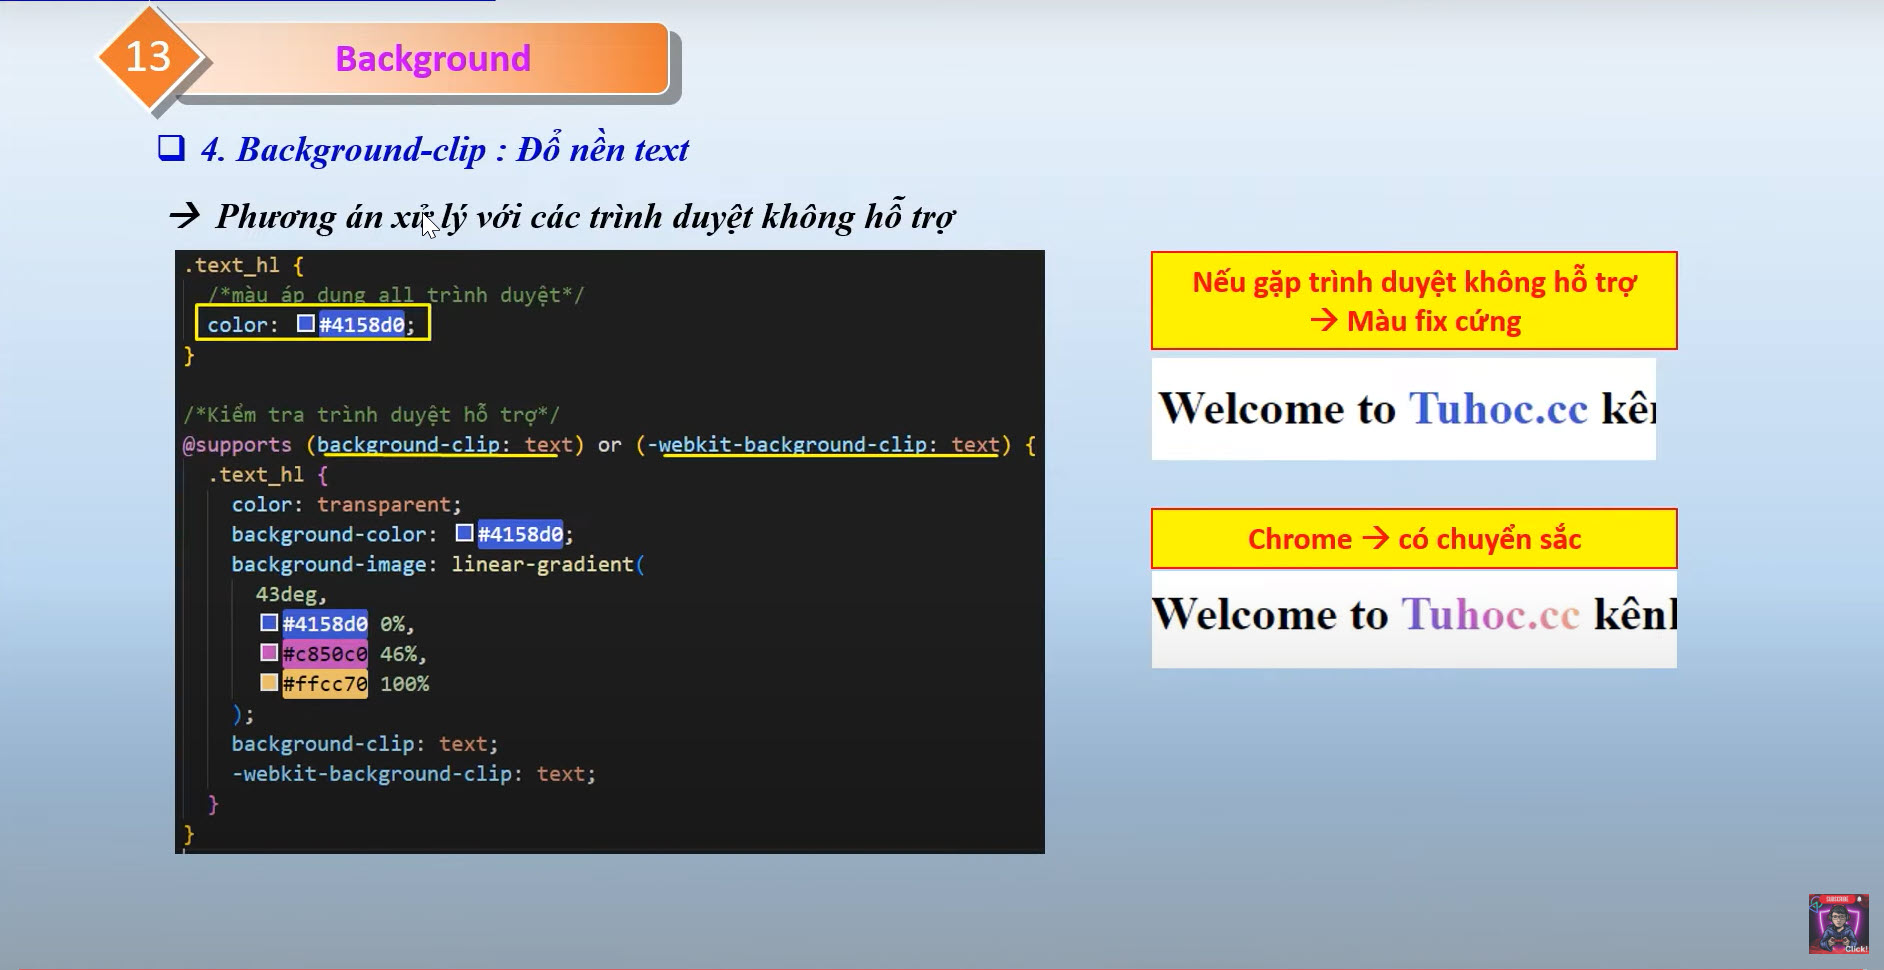 13
Background
4. Background-clip : Đổ nền text
→ Phương án xử lý với các trình duyệt không hỗ trợ
.text_hl {
/*màu áp dụng all trình duyệt*/
color: #4158d0;
}
/*Kiểm tra trình duyệt hỗ trợ*/
@supports (background-clip: text) or (-webkit-background-clip: text) {
.text_hl {
color: transparent;
background-color: #4158d0;
background-image: linear-gradient(
43deg,
#4158d0 0%,
#c850c0 46%,
#ffcc70 100%
);
background-clip: text;
-webkit-background-clip: text;
}
}
Nếu gặp trình duyệt không hỗ trợ
→ Màu fix cứng
Welcome to Tuhoc.cc kên
Chrome → có chuyển sắc
Welcome to Tuhoc.cc kênh
SUBSCRIBE
Click!